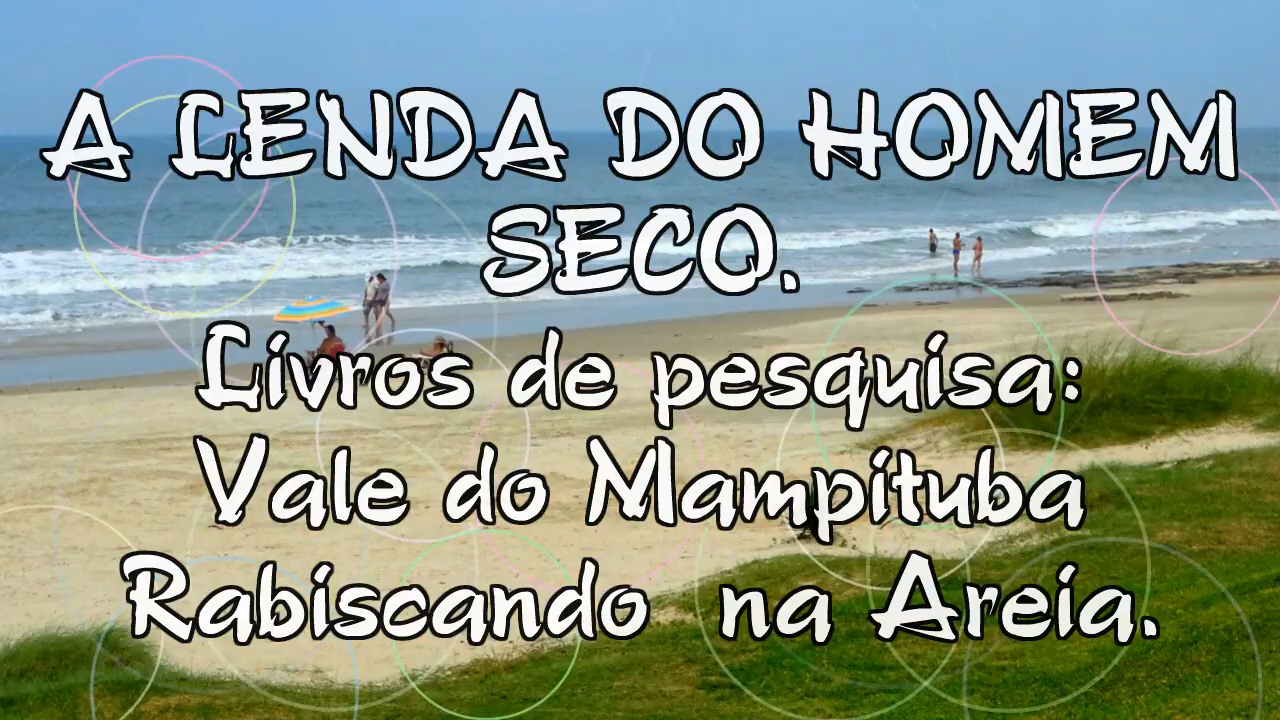 A LENDA DO HOMEM
SECO.
Livros de pesquisa:
Vale do Mampituba
Rabiscando na Areia.